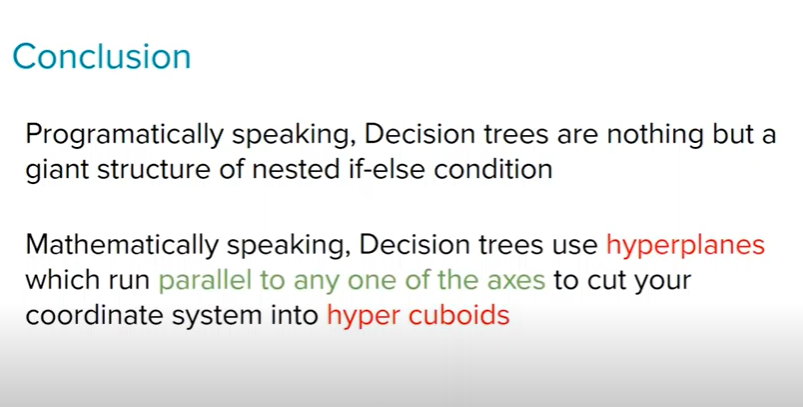 Conclusion
Programatically speaking, Decision trees are nothing but a
giant structure of nested if-else condition
Mathematically speaking, Decision trees use hyperplanes
which run parallel to any one of the axes to cut your
coordinate system into hyper cuboids